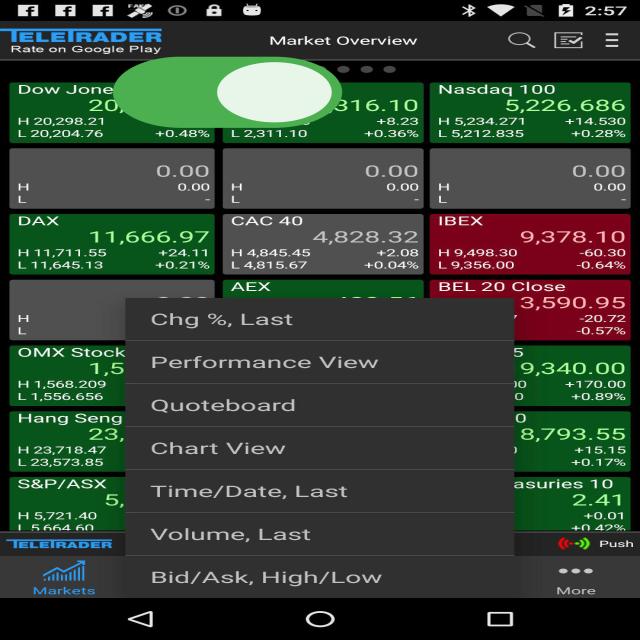 2:57
TELETRADER
Rate on Google Play
Market Overview
Dow Jone
20,
H 20,298.21
L 20,204.76 +0.48%
316.10
+8.23
L 2,311.10 +0.36%
Nasdaq 100
5,226.686
H 5,234.271 +14.530
L 5,212.835 +0.28%
0.00
H 0.00
L -
0.00
H 0.00
L -
0.00
H 0.00
L -
DAX
11,666.97
H 11,711.55 +24.11
L 11,645.13 +0.21%
CAC 40
4,828.32
H 4,845.45 +2.08
L 4,815.67 +0.04%
IBEX
9,378.10
H 9,498.30 -60.30
L 9,356.00 -0.64%
H
L
AEX
BEL 20 Close
3,590.95
-20.72
-0.57%
OMX Stock
1,5
H 1,568.209
L 1,556.656
5
9,340.00
00 +170.00
+0.89%
Hang Seng
23,
H 23,718.47
L 23,573.85
0
8,793.55
+15.15
+0.17%
S&P/ASX
5,
H 5,721.40
L 5,664.60
asuries 10
2.41
+0.01
+0.42%
Chg %, Last
Performance View
Quoteboard
Chart View
Time/Date, Last
Volume, Last
Bid/Ask, High/Low
TELETRADER
Push
Markets
More